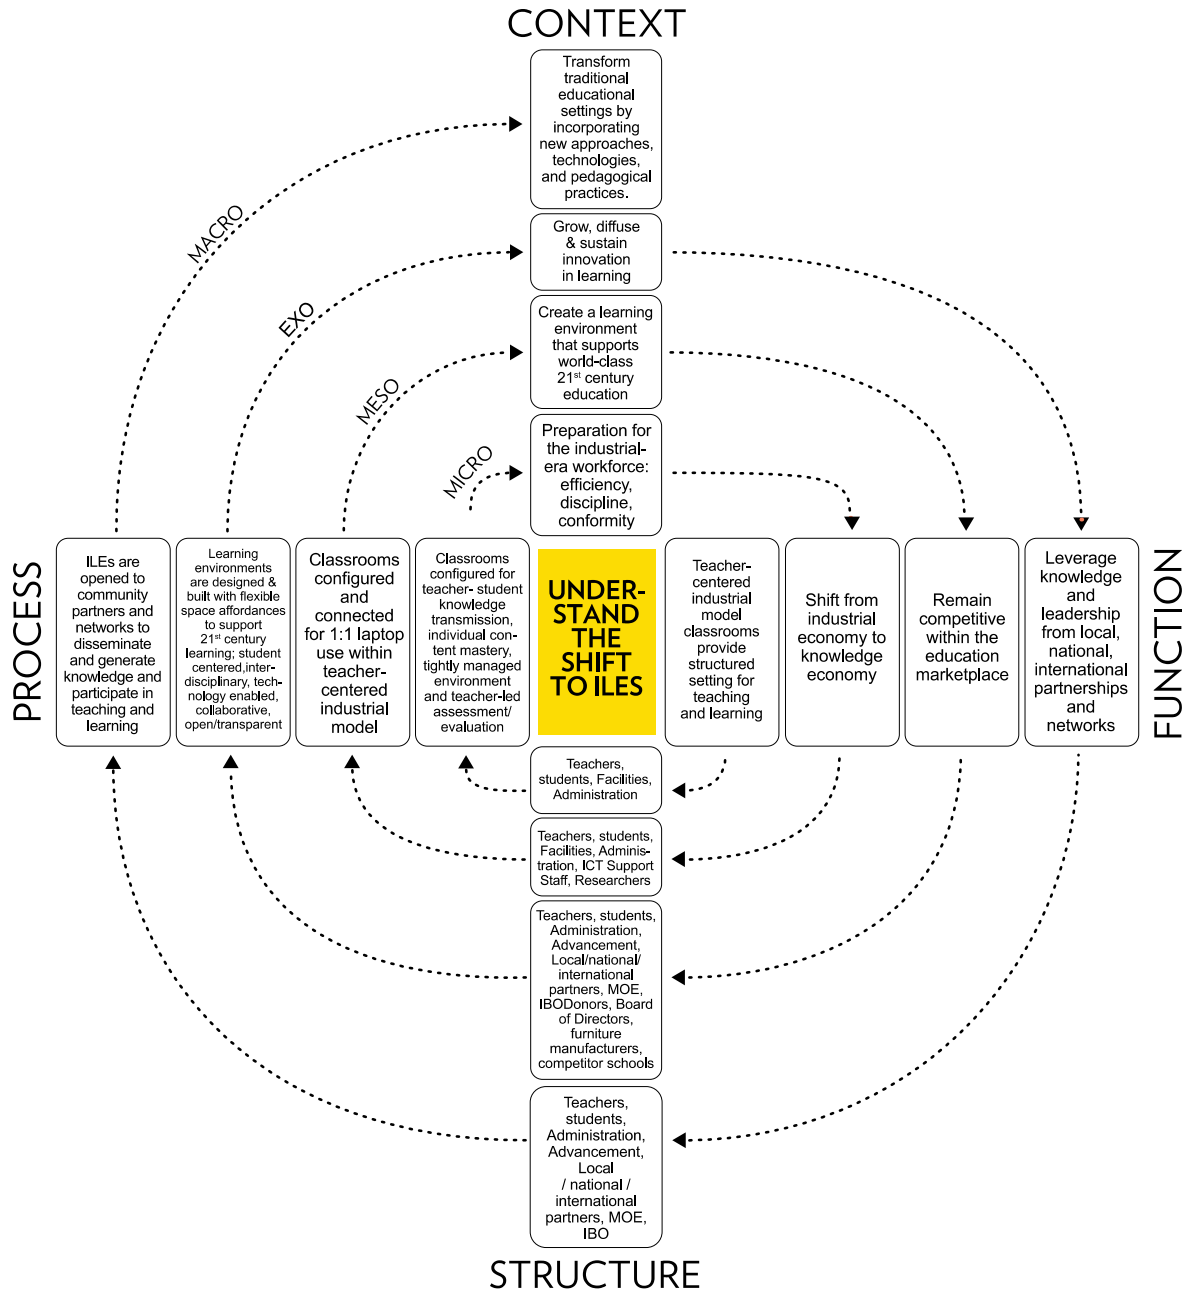 CONTEXT
Transform
traditional
educational
settings by
incorporating
new approaches,
technologies,
and pedagogical
practices.
MACRO
Grow, diffuse
& sustain
innovation
in learning
EXO
Create a learning
environment
that supports
world-class
21st century
education
MESO
Preparation for
the industrial-
era workforce:
efficiency,
discipline,
conformity
MICRO
PROCESS
ILEs are
opened to
community
partners and
networks to
disseminate
and generate
knowledge and
participate in
teaching and
learning
Learning
environments
are designed &
built with flexible
space affordances
to support
21st century
learning; student
centered,inter-
disciplinary, tech-
nology enabled,
collaborative,
open/transparent
Classrooms
configured
and
connected
for 1:1 laptop
use within
teacher-
centered
industrial
model
Classrooms
configured for
teacher- student
knowledge
transmission,
individual con-
tent mastery,
tightly managed
environment
and teacher-led
assessment/
evaluation
UNDER-
STAND
THE
SHIFT
TO ILES
Teacher-
centered
industrial
model
classrooms
provide
structured
setting for
teaching
and learning
Shift from
industrial
economy to
knowledge
economy
Remain
competitive
within the
education
marketplace
Leverage
knowledge
and
leadership
from local,
national,
international
partnerships
and
networks
FUNCTION
Teachers,
students, Facilities,
Administration
Teachers, students,
Facilities, Adminis-
tration, ICT Support
Staff, Researchers
Teachers, students,
Administration,
Advancement,
Local/national/
international
partners, MOE,
IBODonors, Board
of Directors,
furniture
manufacturers,
competitor schools
Teachers,
students,
Administration,
Advancement,
Local
/ national /
international
partners, MOE,
IBO
STRUCTURE